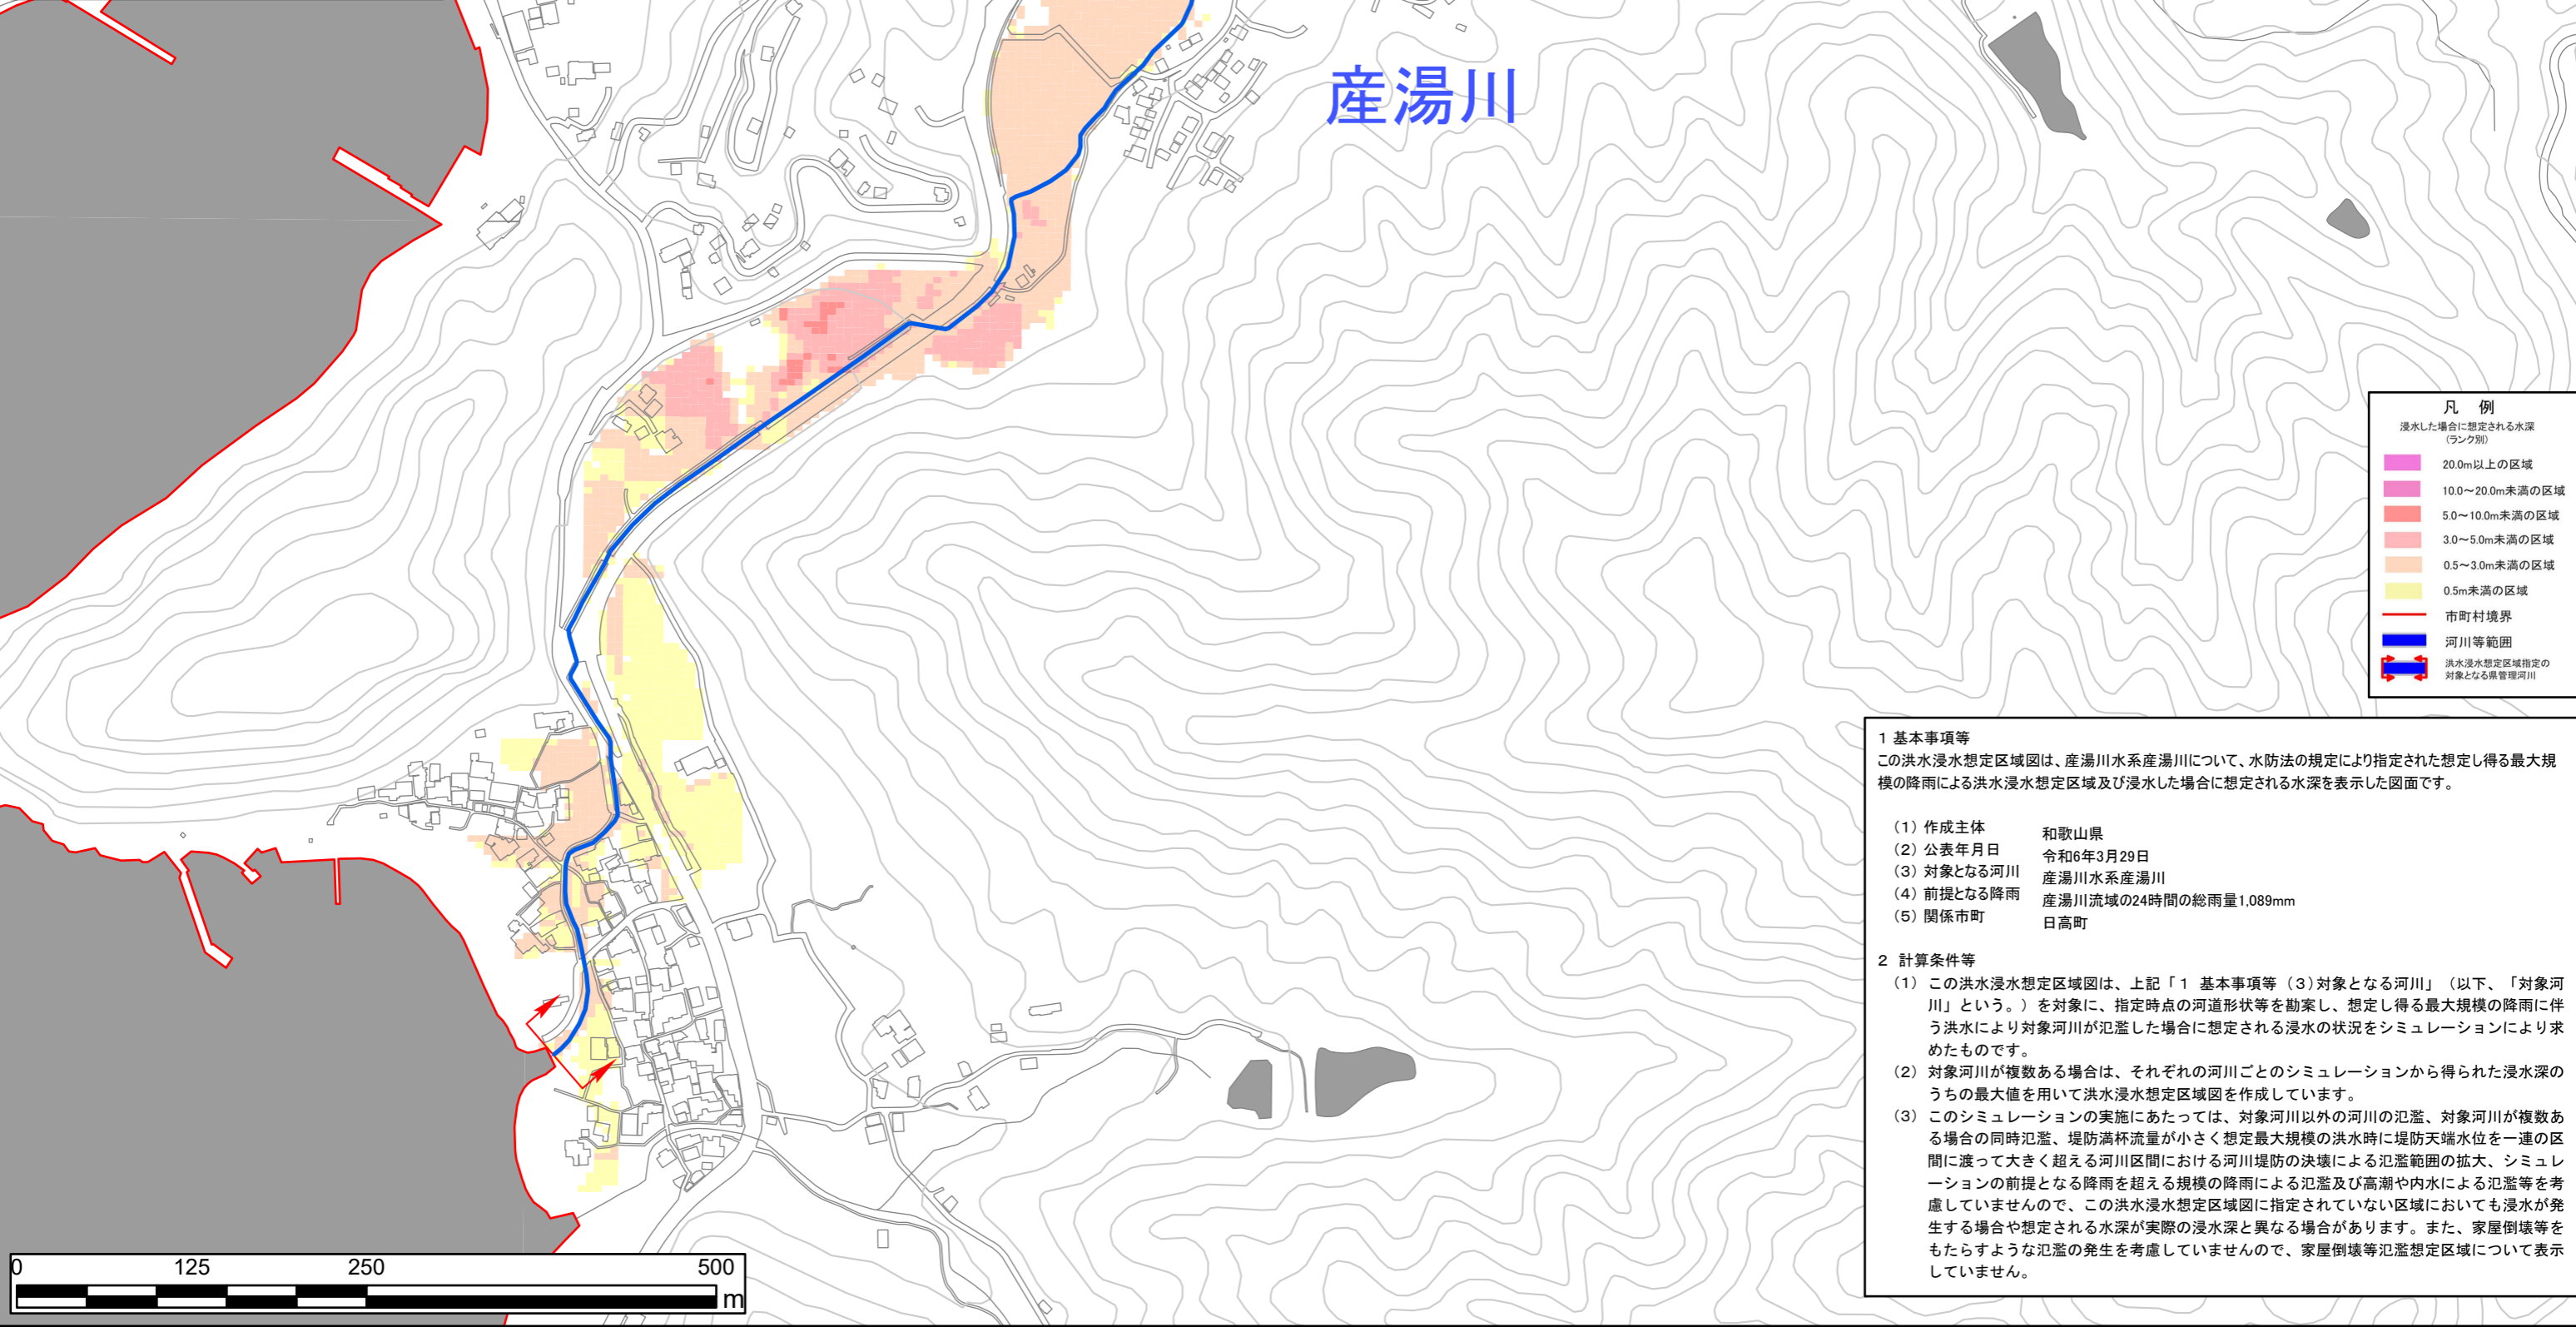 産湯川
凡 例
浸水した場合に想定される水深
(ランク別)
20.0m以上の区域
10.0～20.0m未満の区域
5.0～10.0m未満の区域
3.0～5.0m未満の区域
0.5～3.0m未満の区域
0.5m未満の区域
市町村境界
河川等範囲
洪水浸水想定区域指定の
対象となる県管理河川
1 基本事項等
この洪水浸水想定区域図は、産湯川水系産湯川について、水防法の規定により指定された想定し得る最大規
模の降雨による洪水浸水想定区域及び浸水した場合に想定される水深を表示した図面です。
(1) 作成主体 和歌山県
(2) 公表年月日 令和6年3月29日
(3) 対象となる河川 産湯川水系産湯川
(4) 前提となる降雨 産湯川流域の24時間の総雨量1,089mm
(5) 関係市町 日高町
2 計算条件等
(1) この洪水浸水想定区域図は、上記「1 基本事項等 (3)対象となる河川」(以下、「対象河
川」という。)を対象に、指定時点の河道形状等を勘案し、想定し得る最大規模の降雨に伴
う洪水により対象河川が氾濫した場合に想定される浸水の状況をシミュレーションにより求
めたものです。
(2) 対象河川が複数ある場合は、それぞれの河川ごとのシミュレーションから得られた浸水深の
うちの最大値を用いて洪水浸水想定区域図を作成しています。
(3) このシミュレーションの実施にあたっては、対象河川以外の河川の氾濫、対象河川が複数あ
る場合の同時氾濫、堤防満杯流量が小さく想定最大規模の洪水時に堤防天端水位を一連の区
間に渡って大きく超える河川区間における河川堤防の決壊による氾濫範囲の拡大、シミュレ
ーションの前提となる降雨を超える規模の降雨による氾濫及び高潮や内水による氾濫等を考
慮していませんので、この洪水浸水想定区域図に指定されていない区域においても浸水が発
生する場合や想定される水深が実際の浸水深と異なる場合があります。また、家屋倒壊等を
もたらすような氾濫の発生を考慮していませんので、家屋倒壊等氾濫想定区域について表示
していません。
0 125 250 500
m